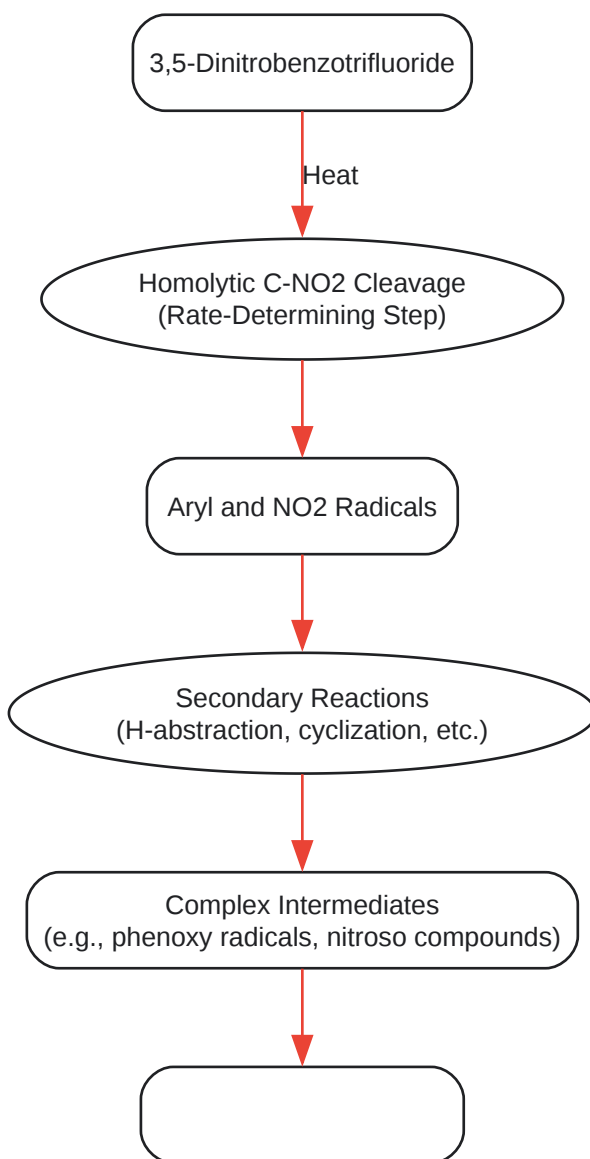 3,5-Dinitrobenzotrifluoride
Heat
Homolytic C-NO2 Cleavage
(Rate-Determining Step)
Aryl and NO2 Radicals
Secondary Reactions
(H-abstraction, cyclization, etc.)
Complex Intermediates
(e.g., phenoxy radicals, nitroso compounds)